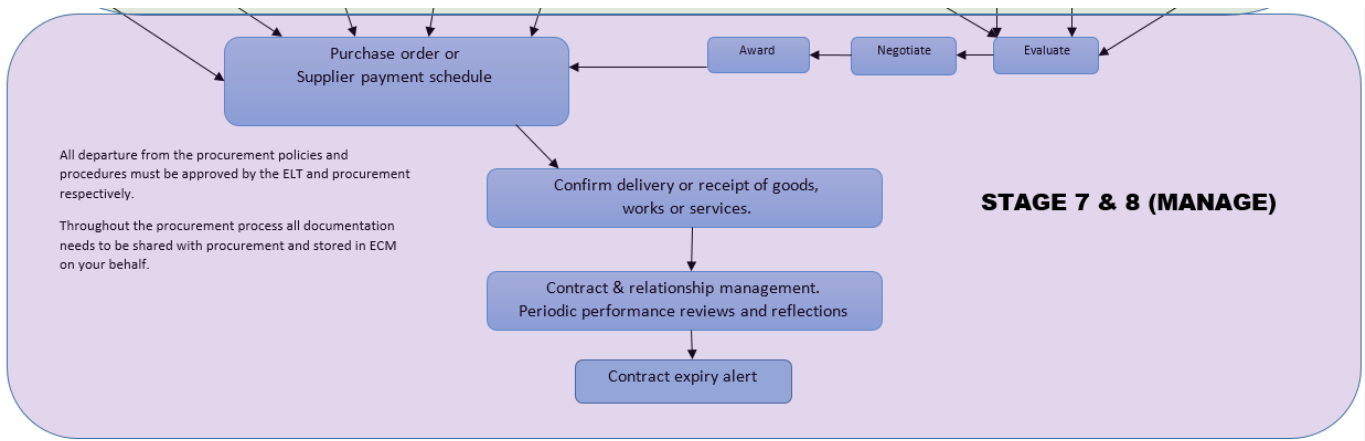 Purchase order or
Supplier payment schedule
Award
Negotiate
Evaluate
All departure from the procurement policies and
procedures must be approved by the ELT and procurement
respectively.
Throughout the procurement process all documentation
needs to be shared with procurement and stored in ECM
on your behalf.
Confirm delivery or receipt of goods,
works or services.
STAGE 7 & 8 (MANAGE)
Contract & relationship management.
Periodic performance reviews and reflections
Contract expiry alert